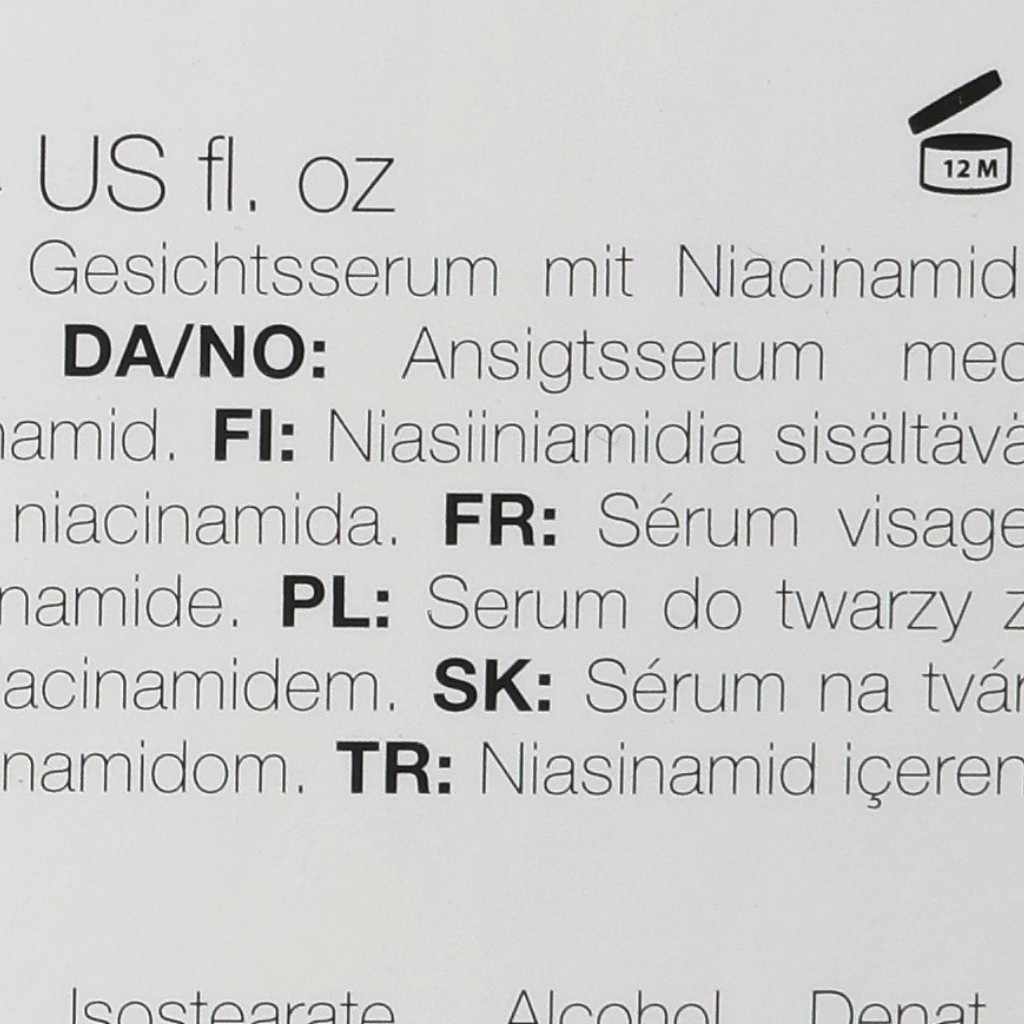 US fl. oz
12 M
Gesichtsserum mit Niacinamid
DA/NO: Ansigtsserum med
namid. FI: Niasiiniamidia sisältävä
niacinamida. FR: Sérum visage
namide. PL: Serum do twarzy z
acinamidem. SK: Sérum na tvár
namidom. TR: Niasinamid içeren
Isostearate Alcohol Denat